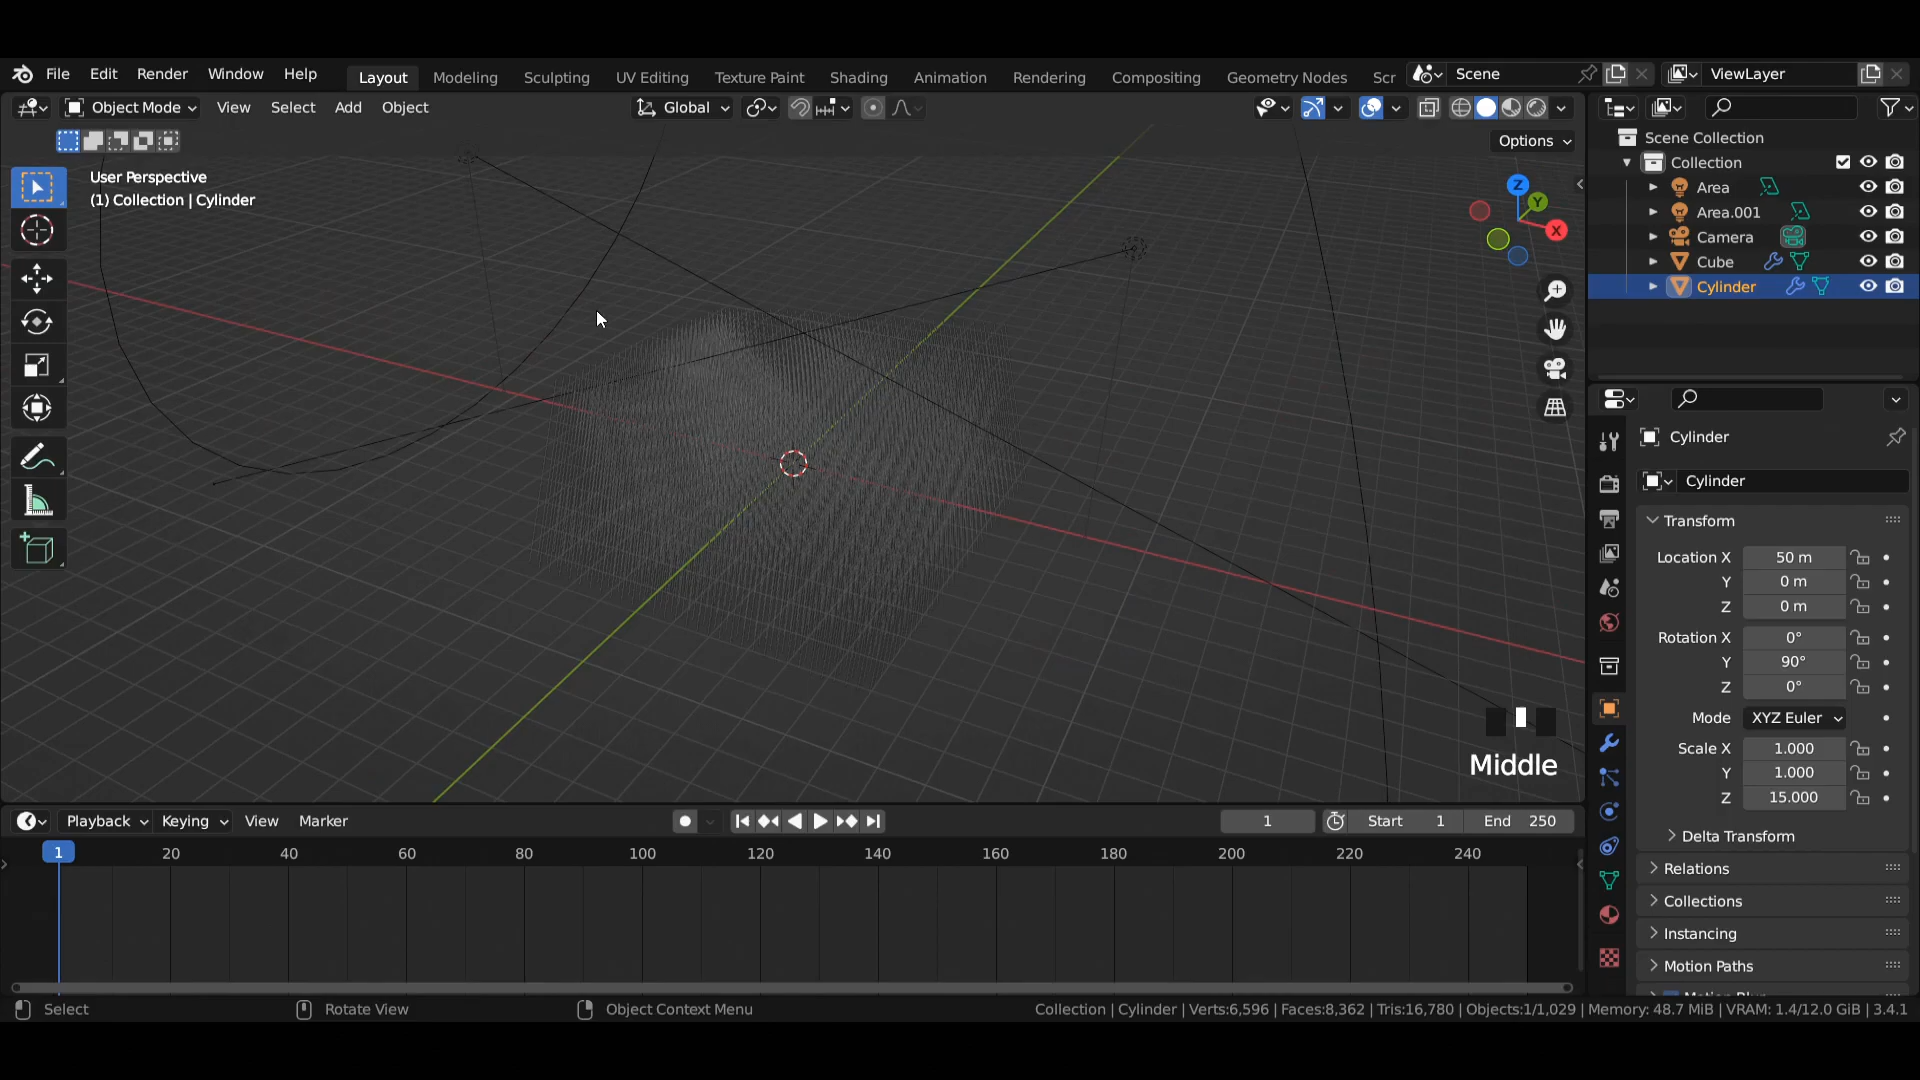 File Edit Render Window Help Layout Modeling Sculpting UV Editing Texture Paint Shading Animation Rendering Compositing Geometry Nodes Scr Scene ViewLayer
Object Mode View Select Add Object Global
Options
User Perspective
(1) Collection | Cylinder
Z
Y
X
Middle
Scene Collection
Collection
Area
Area.001
Camera
Cube
Cylinder
Cylinder
Cylinder
Transform
Location X 50 m
Y 0 m
Z 0 m
Rotation X 0°
Y 90°
Z 0°
Mode XYZ Euler
Scale X 1.000
Y 1.000
Z 15.000
Delta Transform
Relations
Collections
Instancing
Motion Paths
Playback Keying View Marker 1 Start 1 End 250
1 20 40 60 80 100 120 140 160 180 200 220 240
Select Rotate View Object Context Menu Collection | Cylinder | Verts:6,596 | Faces:8,362 | Tris:16,780 | Objects:1/1,029 | Memory: 48.7 MiB | VRAM: 1.4/12.0 GiB | 3.4.1